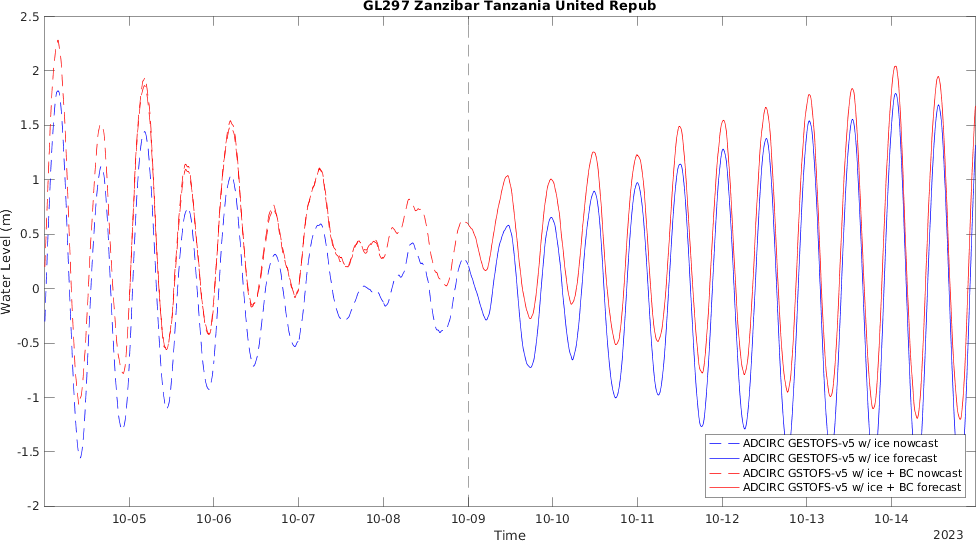 GL297 Zanzibar Tanzania United Repub
2.5
2
1.5
1
0.5
0
-0.5
-1
-1.5
-2
Water Level (m)
10-05 10-06 10-07 10-08 10-09 10-10 10-11 10-12 10-13 10-14
Time
2023
ADCIRC GESTOFS-v5 w/ ice nowcast
ADCIRC GESTOFS-v5 w/ ice forecast
ADCIRC GSTOFS-v5 w/ ice + BC nowcast
ADCIRC GSTOFS-v5 w/ ice + BC forecast